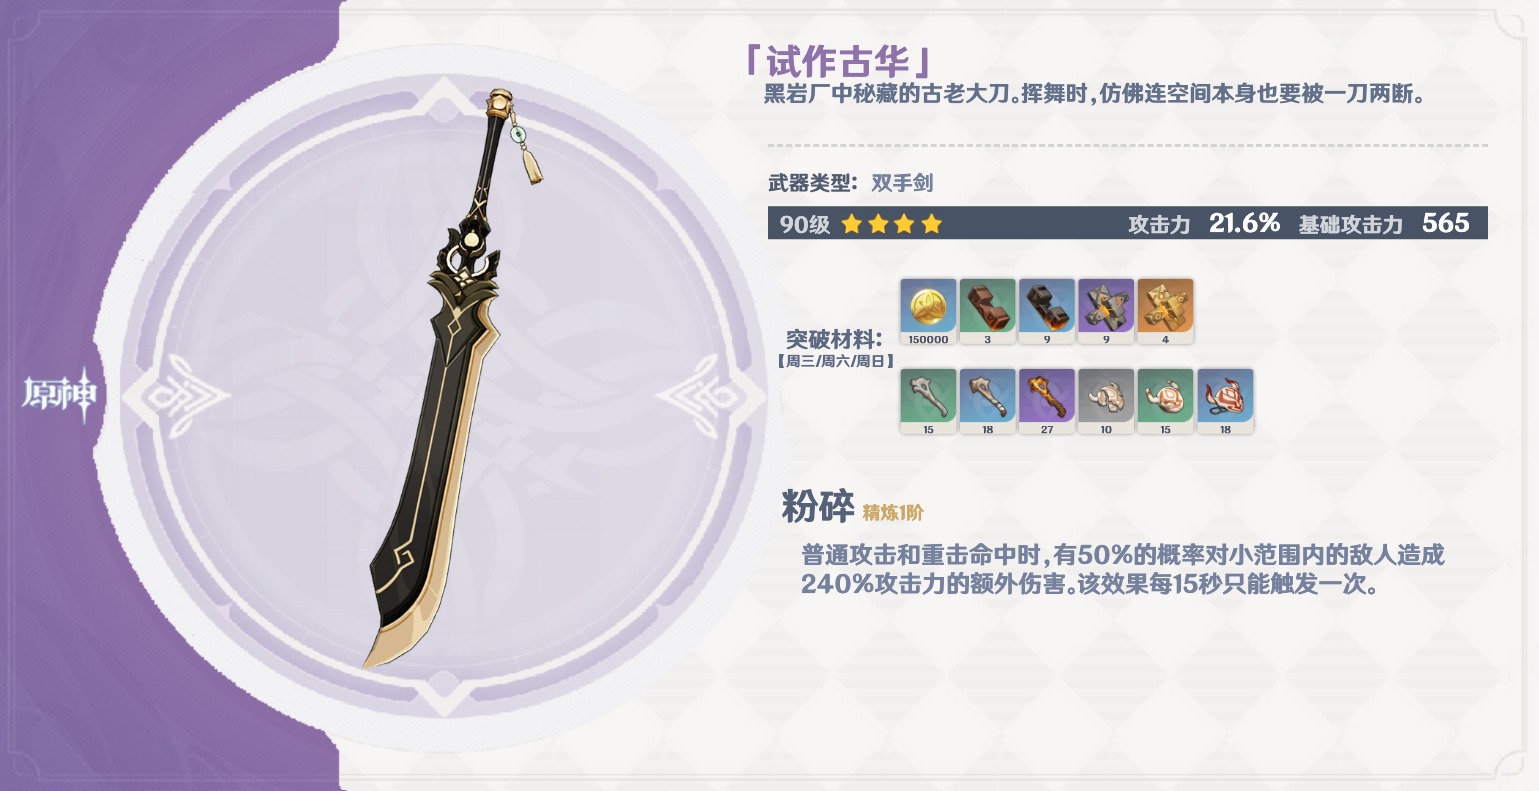 「试作古华」
黑岩厂中秘藏的古老大刀。挥舞时,仿佛连空间本身也要被一刀两断。
武器类型: 双手剑
90级 攻击力 21.6% 基础攻击力 565
150000 3 9 9 4
突破材料:
【周三/周六/周日】
原神
15 18 27 10 15 18
粉碎 精炼1阶
普通攻击和重击命中时,有50%的概率对小范围内的敌人造成
240%攻击力的额外伤害。该效果每15秒只能触发一次。